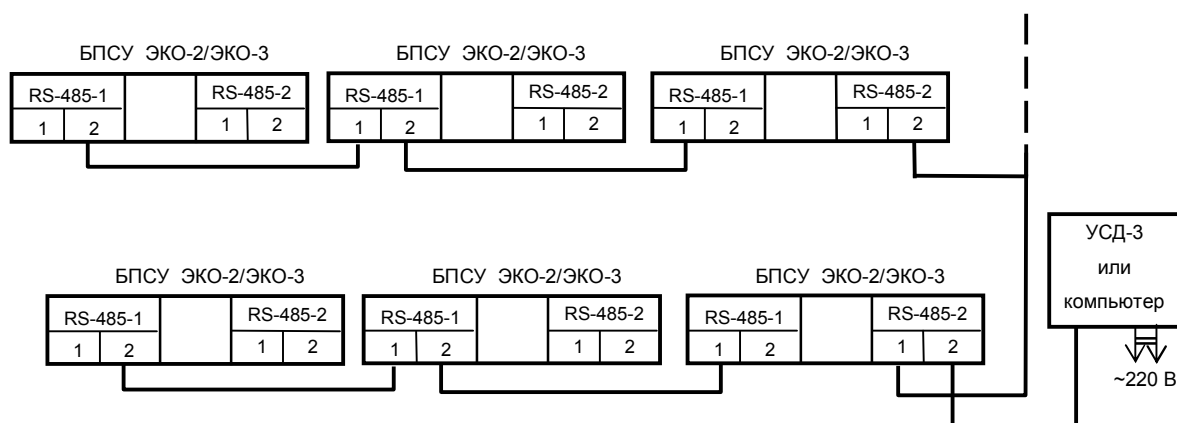 БПСУ ЭКО-2/ЭКО-3 БПСУ ЭКО-2/ЭКО-3 БПСУ ЭКО-2/ЭКО-3
RS-485-1 RS-485-2 RS-485-1 RS-485-2 RS-485-1 RS-485-2
1 2 1 2 1 2 1 2 1 2 1 2
УСД-3
или
компьютер
~220 В
БПСУ ЭКО-2/ЭКО-3 БПСУ ЭКО-2/ЭКО-3 БПСУ ЭКО-2/ЭКО-3
RS-485-1 RS-485-2 RS-485-1 RS-485-2 RS-485-1 RS-485-2
1 2 1 2 1 2 1 2 1 2 1 2